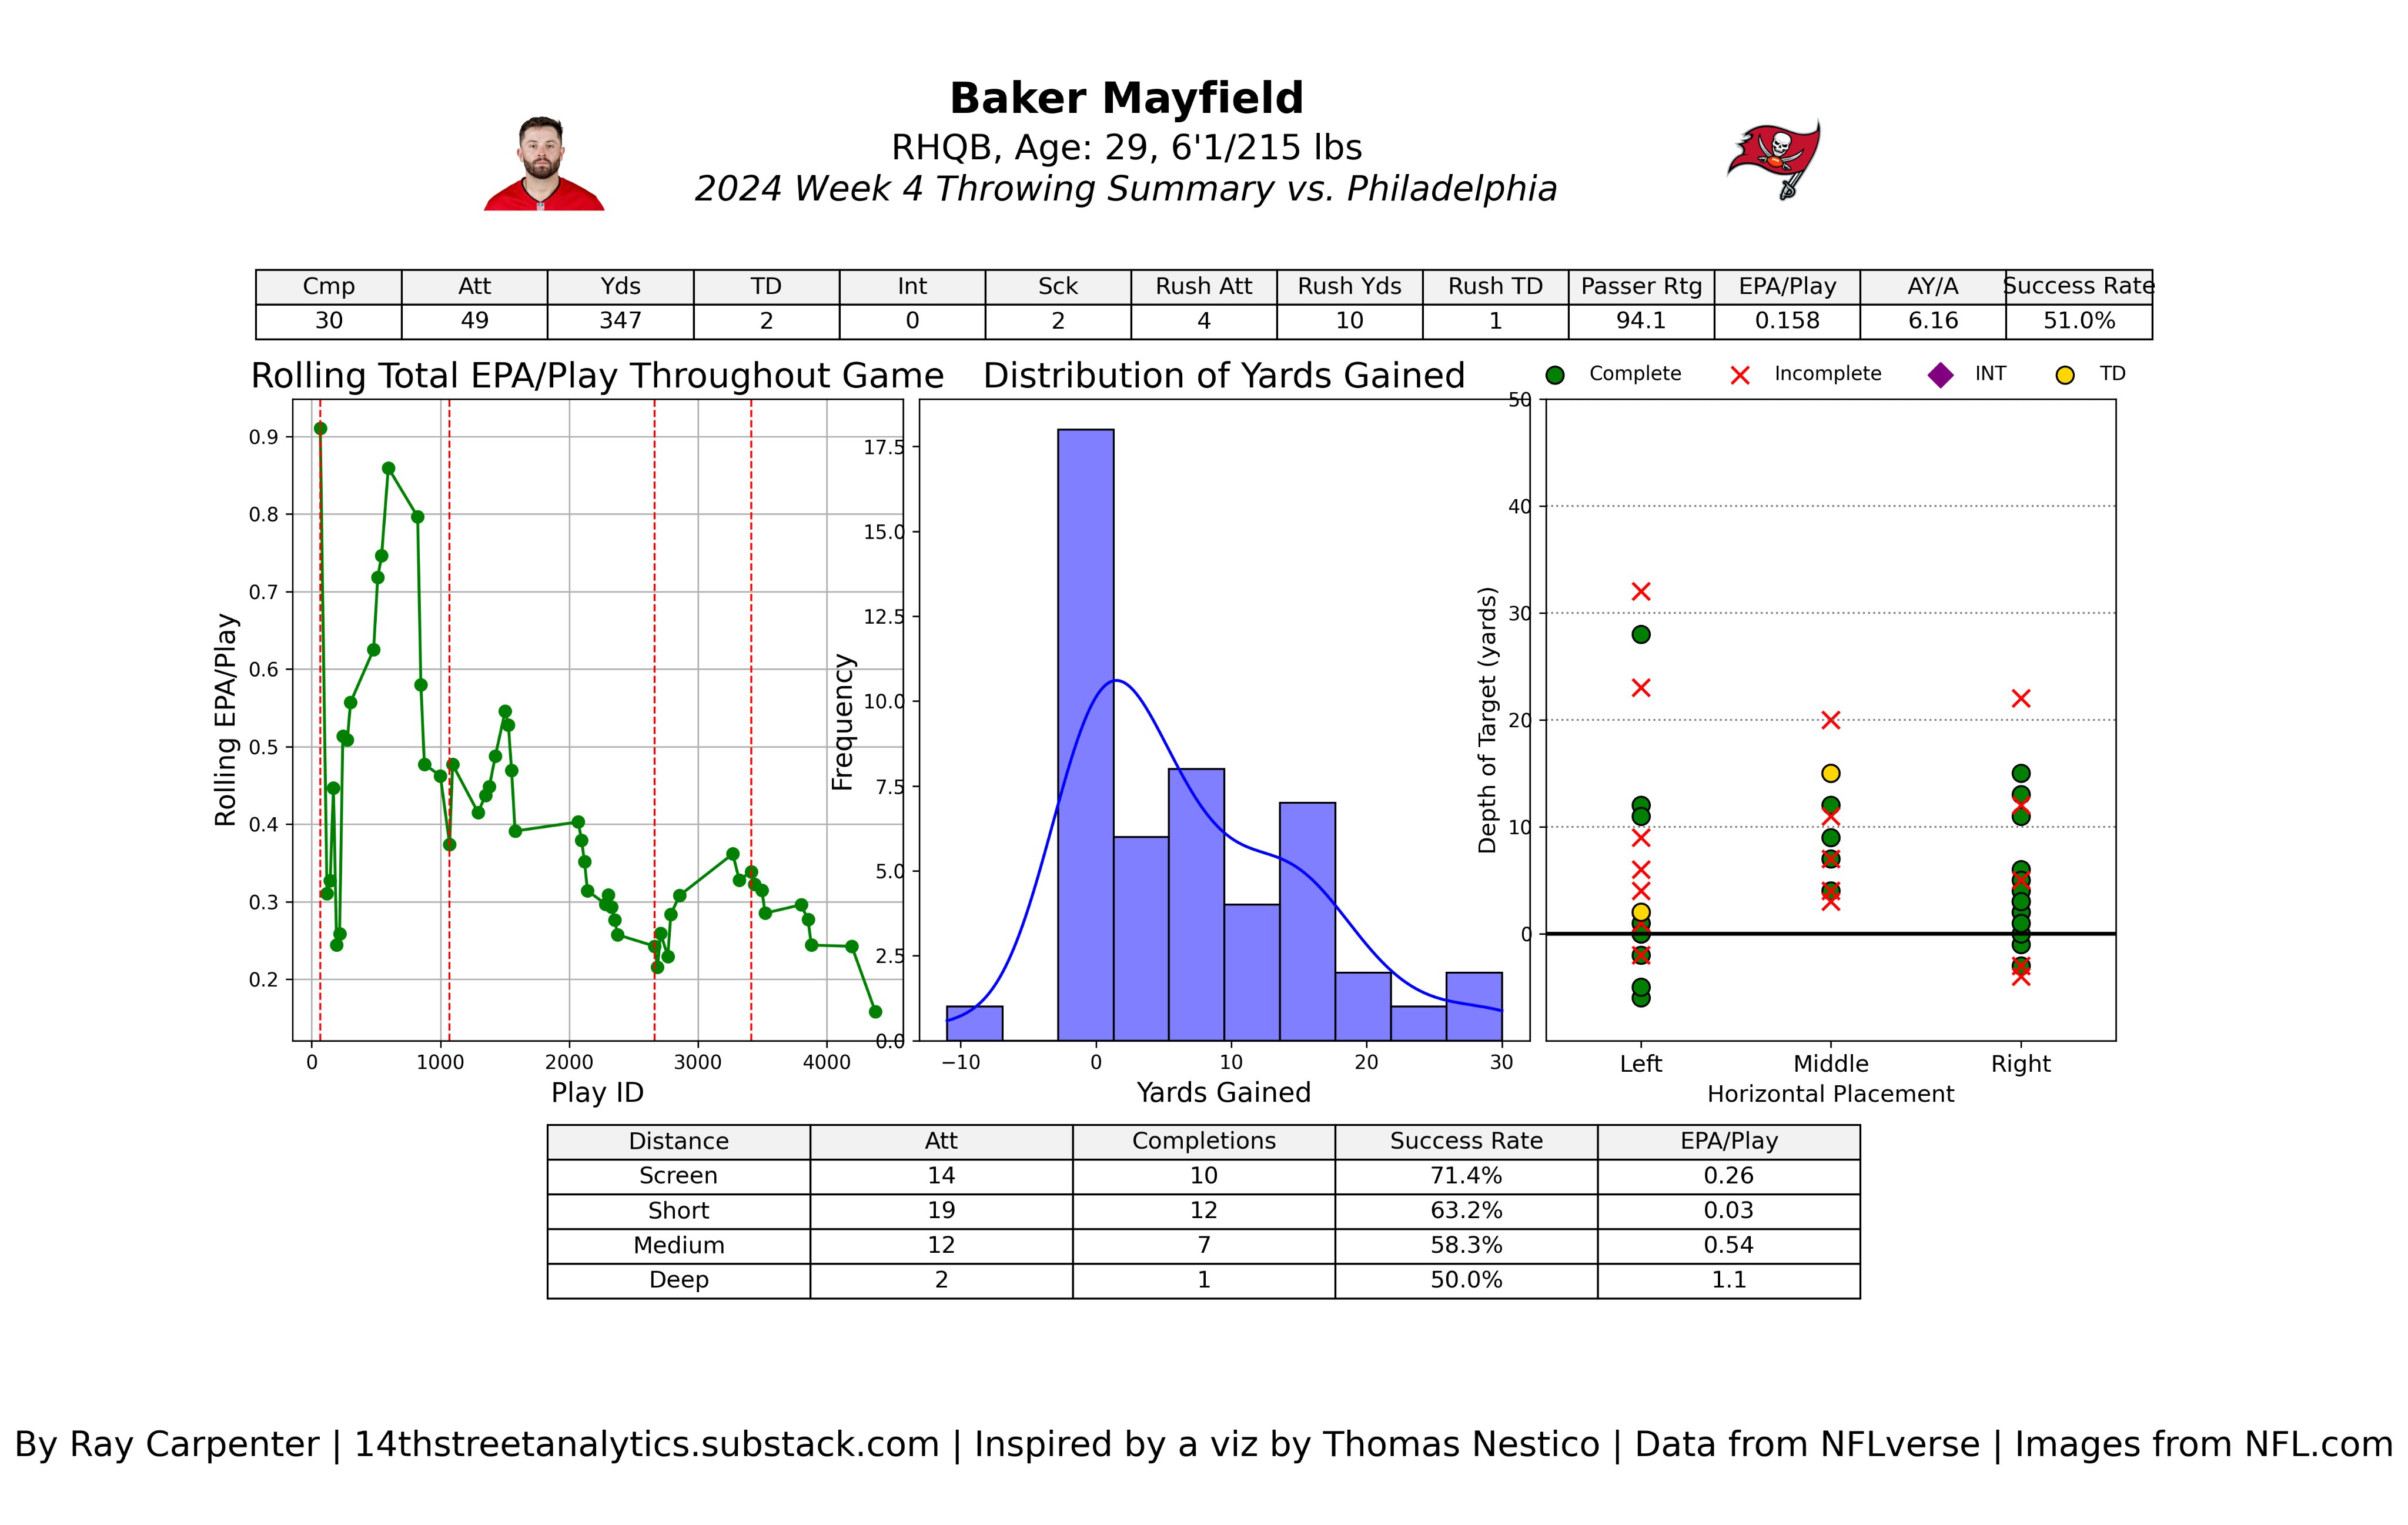 Baker Mayfield
RHQB, Age: 29, 6'1/215 lbs
2024 Week 4 Throwing Summary vs. Philadelphia
Cmp Att Yds TD Int Sck Rush Att Rush Yds Rush TD Passer Rtg EPA/Play AY/A Success Rate
30 49 347 2 0 2 4 10 1 94.1 0.158 6.16 51.0%
Rolling Total EPA/Play Throughout Game
Rolling EPA/Play
0.9
0.8
0.7
0.6
0.5
0.4
0.3
0.2
0 1000 2000 3000 4000
Play ID
Distribution of Yards Gained
Frequency
17.5
15.0
12.5
10.0
7.5
5.0
2.5
0.0
−10 0 10 20 30
Yards Gained
Complete Incomplete INT TD
Depth of Target (yards)
50
40
30
20
10
0
Left Middle Right
Horizontal Placement
Distance Att Completions Success Rate EPA/Play
Screen 14 10 71.4% 0.26
Short 19 12 63.2% 0.03
Medium 12 7 58.3% 0.54
Deep 2 1 50.0% 1.1
By Ray Carpenter | 14thstreetanalytics.substack.com | Inspired by a viz by Thomas Nestico | Data from NFLverse | Images from NFL.com